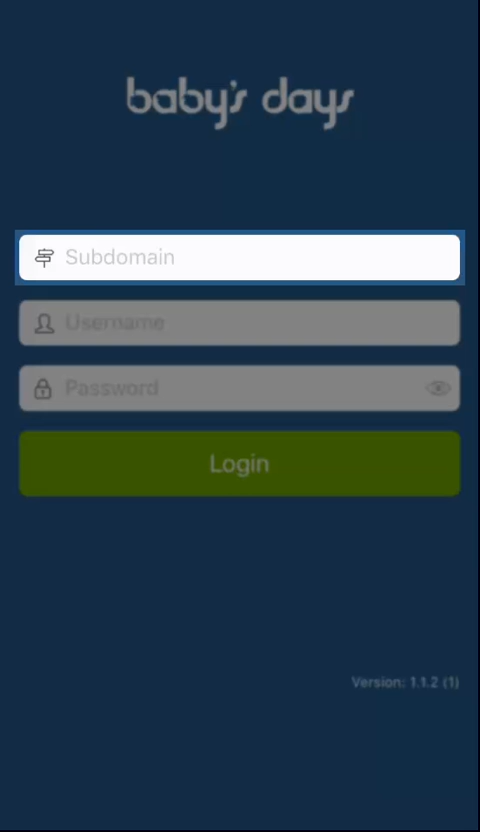 baby's days
Subdomain
Username
Password
Login
Version: 1.1.2 (1)